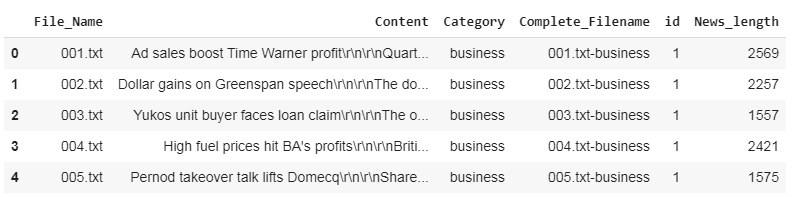 File_Name Content Category Complete_Filename id News_length
0 001.txt Ad sales boost Time Warner profit\r\n\r\nQuart... business 001.txt-business 1 2569
1 002.txt Dollar gains on Greenspan speech\r\n\r\nThe do... business 002.txt-business 1 2257
2 003.txt Yukos unit buyer faces loan claim\r\n\r\nThe o... business 003.txt-business 1 1557
3 004.txt High fuel prices hit BA's profits\r\n\r\nBriti... business 004.txt-business 1 2421
4 005.txt Pernod takeover talk lifts Domecq\r\n\r\nShare... business 005.txt-business 1 1575